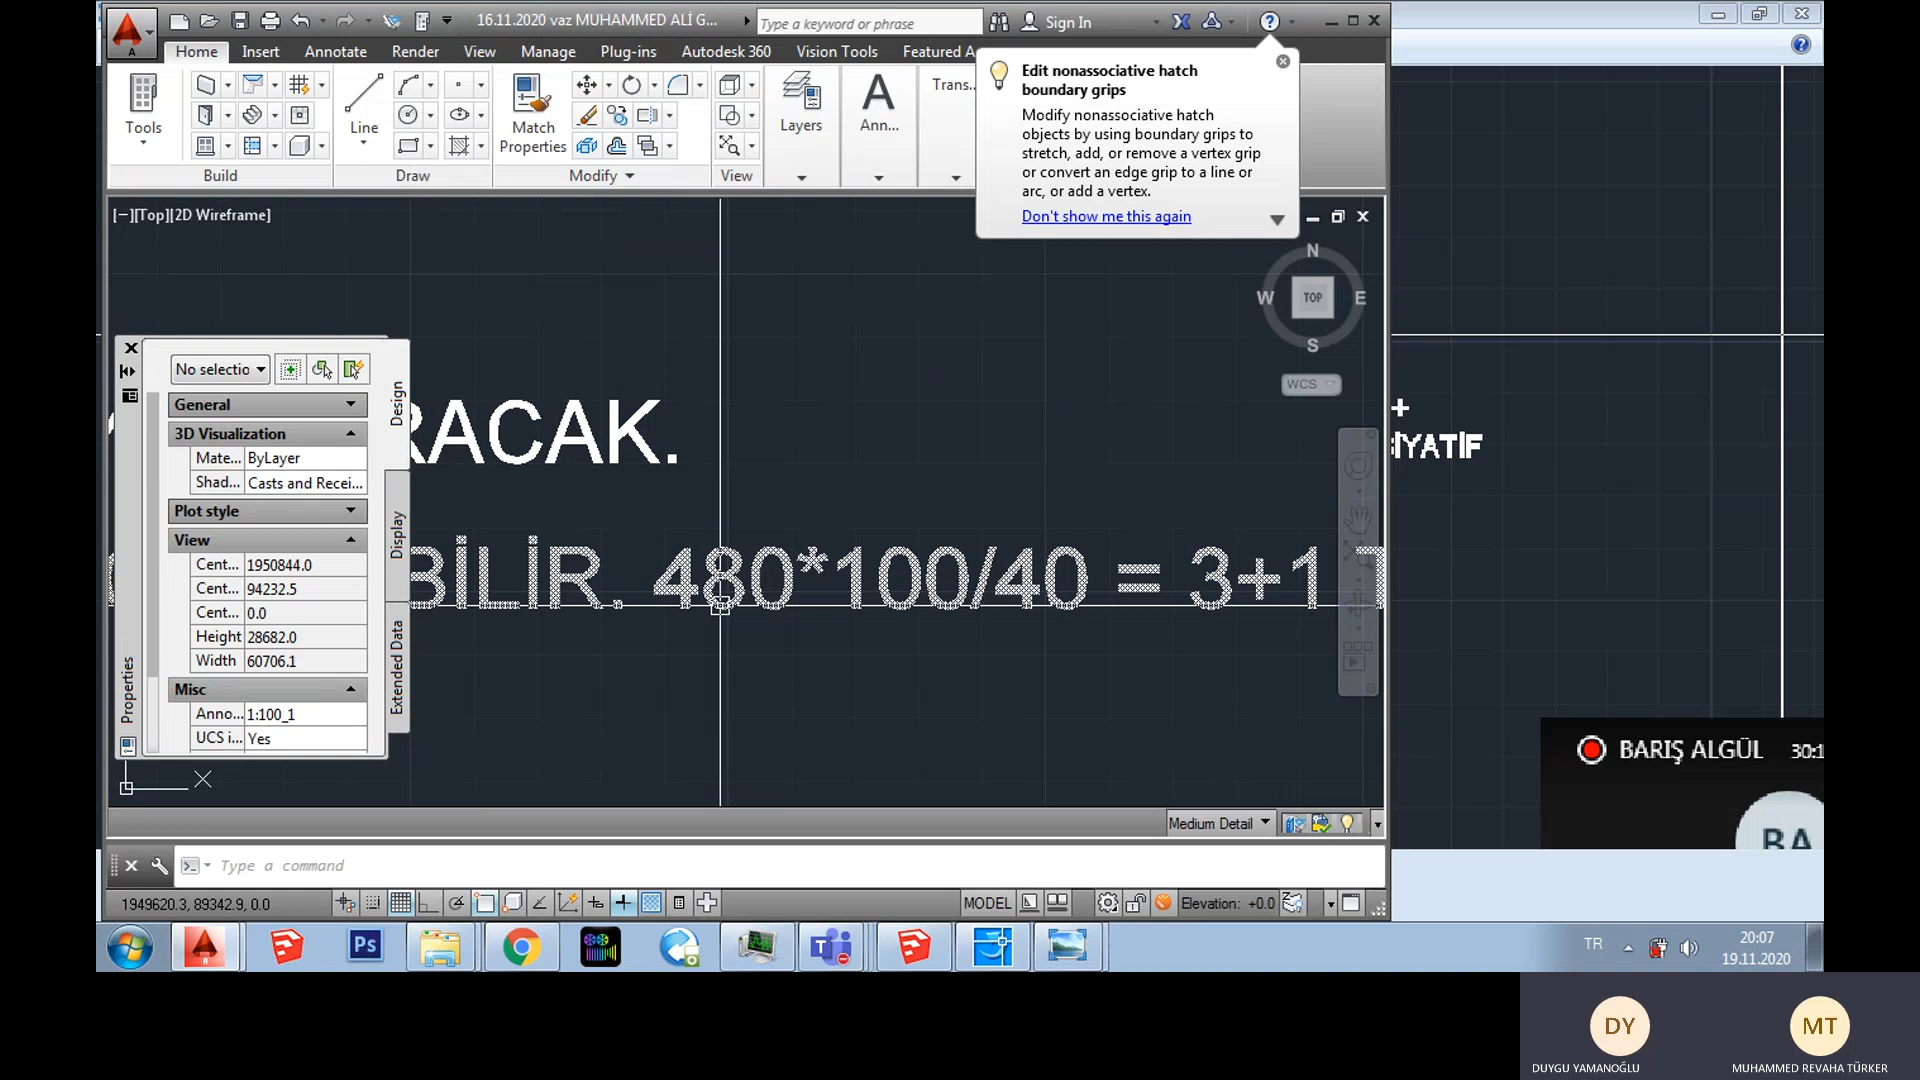 16.11.2020 vaz MUHAMMED ALİ G...
Type a keyword or phrase
Sign In
Home Insert Annotate Render View Manage Plug-ins Autodesk 360 Vision Tools Featured A
Tools
Line
Match
Properties
Layers
Ann...
Trans...
Build
Draw
Modify
View
Edit nonassociative hatch
boundary grips
Modify nonassociative hatch
objects by using boundary grips to
stretch, add, or remove a vertex grip
or convert an edge grip to a line or
arc, or add a vertex.
Don't show me this again
[−][Top][2D Wireframe]
N
W TOP E
S
WCS
No selectio
General
3D Visualization
Mate... ByLayer
Shad... Casts and Recei...
Plot style
View
Cent... 1950844.0
Cent... 94232.5
Cent... 0.0
Height 28682.0
Width 60706.1
Misc
Anno... 1:100_1
UCS i... Yes
Design
Display
Extended Data
Properties
RACAK.
BİLİR. 480*100/40 = 3+1 T
+
İYATİF
BARIŞ ALGÜL 30:1
BA
Medium Detail
Type a command
1949620.3, 89342.9, 0.0
MODEL
Elevation: +0.0
Ps
TR
20:07
19.11.2020
DY
MT
DUYGU YAMANOĞLU
MUHAMMED REVAHA TÜRKER